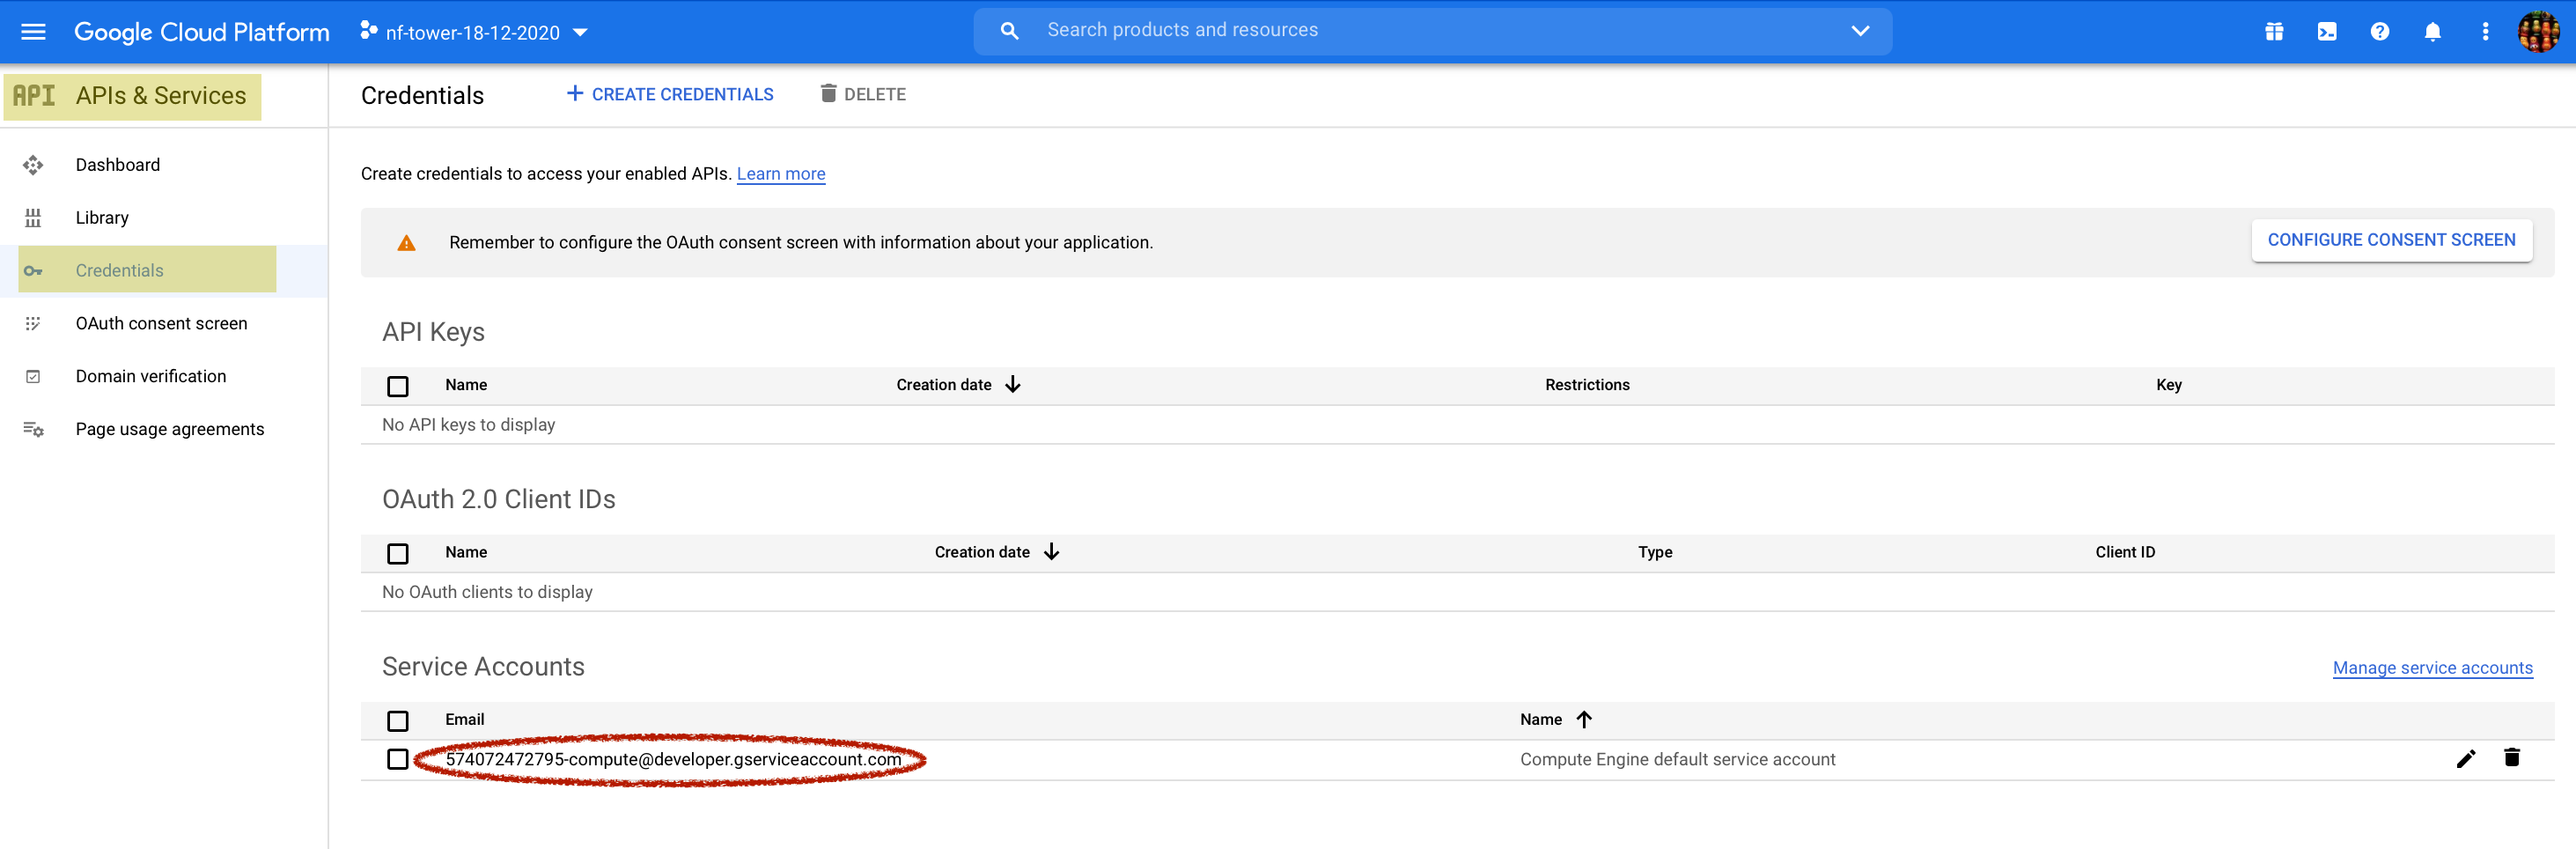 Google Cloud Platform
nf-tower-18-12-2020
Search products and resources
API APIs & Services
Credentials
CREATE CREDENTIALS
DELETE
Dashboard
Library
Credentials
OAuth consent screen
Domain verification
Page usage agreements
Create credentials to access your enabled APIs. Learn more
Remember to configure the OAuth consent screen with information about your application.
CONFIGURE CONSENT SCREEN
API Keys
Name Creation date Restrictions Key
No API keys to display
OAuth 2.0 Client IDs
Name Creation date Type Client ID
No OAuth clients to display
Service Accounts
Manage service accounts
Email Name
574072472795-compute@developer.gserviceaccount.com Compute Engine default service account